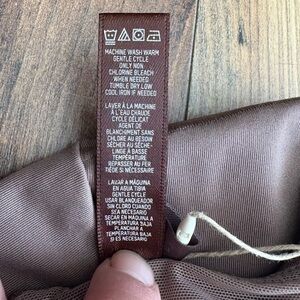 MACHINE WASH WARM
GENTLE CYCLE
ONLY NON
CHLORINE BLEACH
WHEN NEEDED
TUMBLE DRY LOW
COOL IRON IF NEEDED
LAVER À LA MACHINE
À L'EAU CHAUDE
CYCLE DÉLICAT
AGENT DE
BLANCHIMENT SANS
CHLORE AU BESOIN
SÉCHER AU SÈCHE-
LINGE À BASSE
TEMPÉRATURE
REPASSER AU FER
TIÈDE SI NÉCESSAIRE
LAVAR A MÁQUINA
EN AGUA TIBIA
GENTLE CYCLE
USAR BLANQUEADOR
SIN CLORO CUANDO
SEA NECESARIO
SECAR A MÁQUINA A
TEMPERATURA BAJA
PLANCHAR A
TEMPERATURA BAJA
SI ES NECESARIO